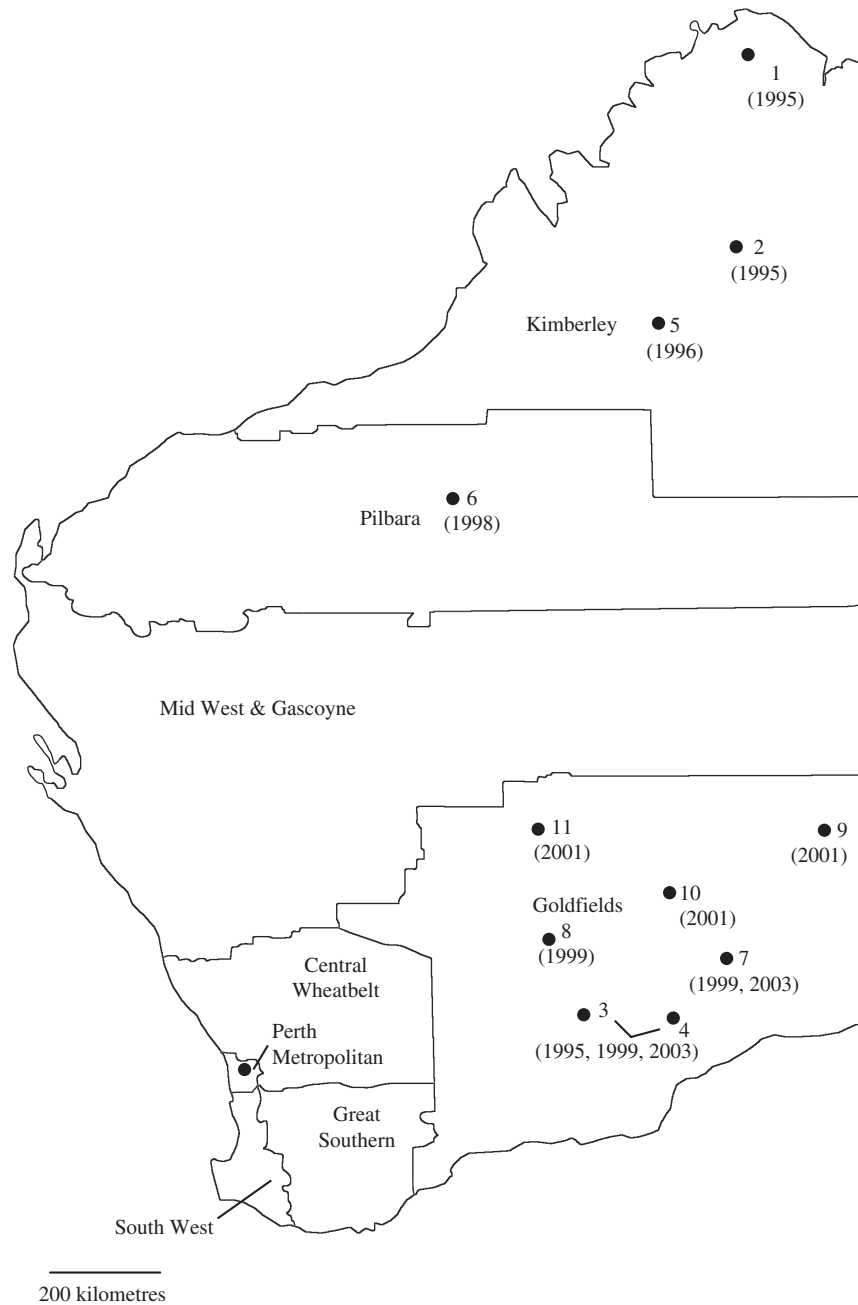 1
(1995)
2
(1995)
Kimberley
5
(1996)
6
Pilbara
(1998)
Mid West & Gascoyne
11
(2001)
9
(2001)
10
Goldfields
(2001)
8
(1999)
7
(1999, 2003)
Central
Wheatbelt
3
4
(1995, 1999, 2003)
Perth
Metropolitan
Great
Southern
South West
200 kilometres